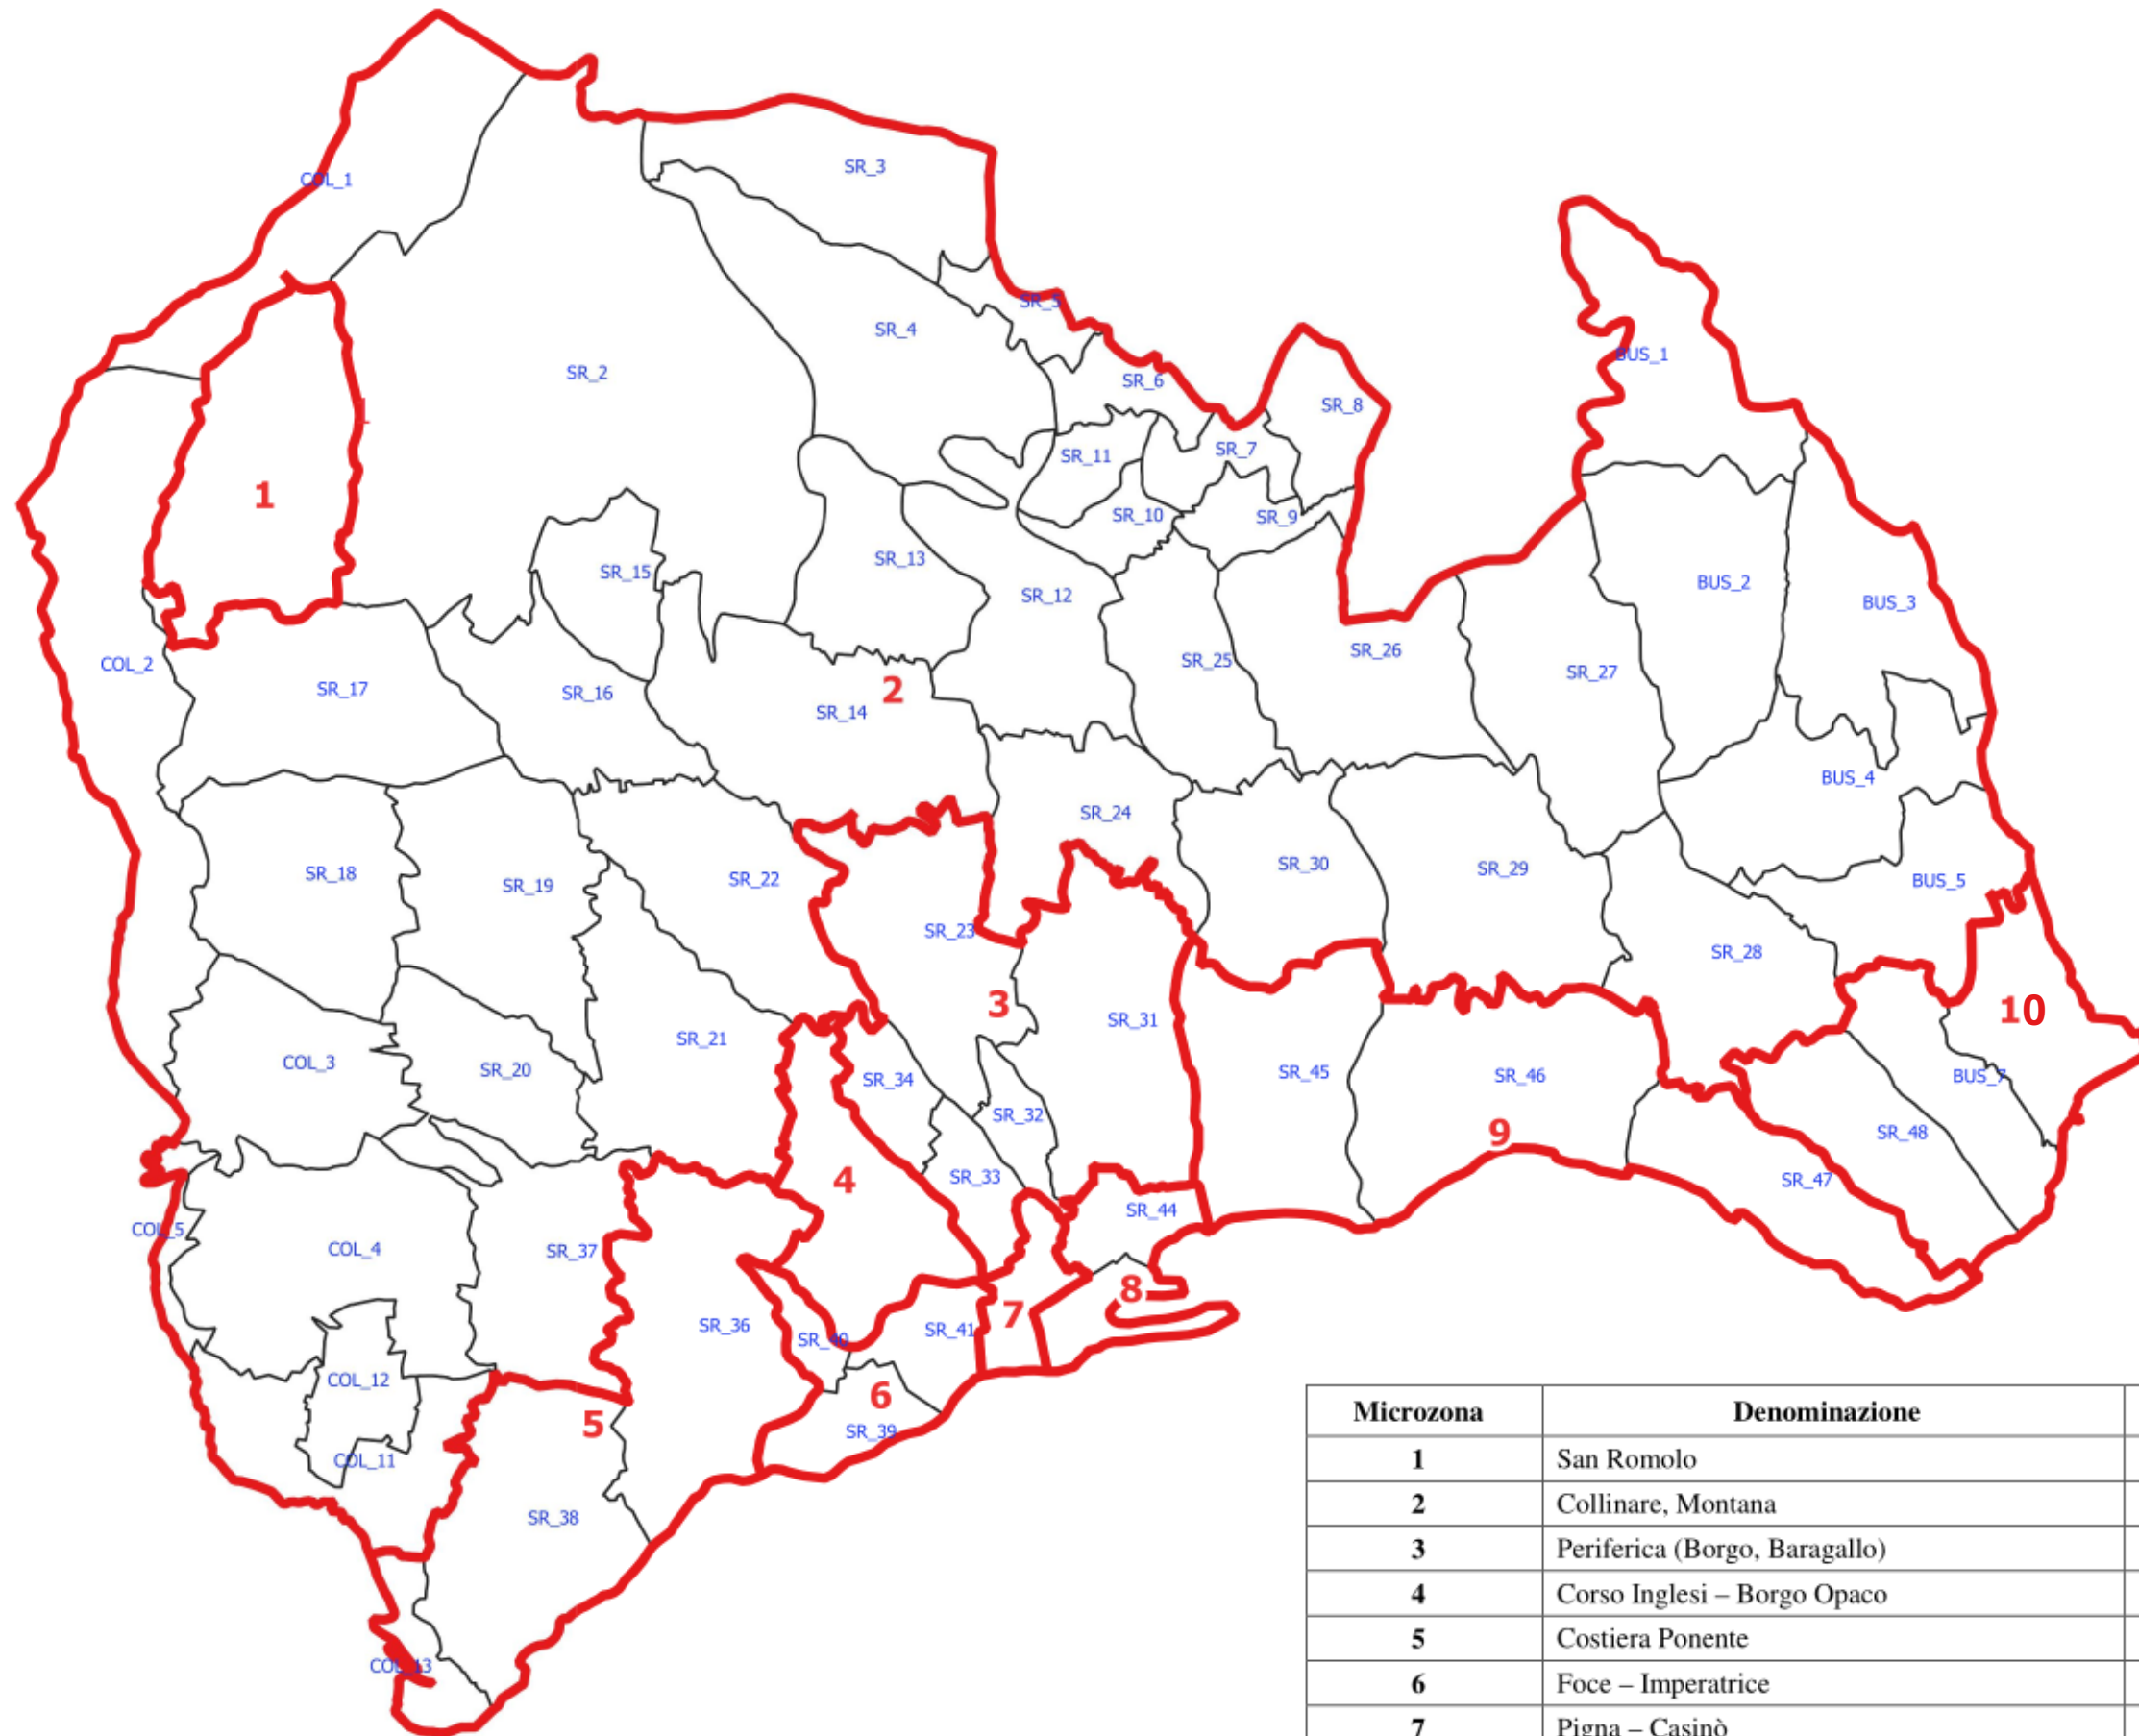 SR_3
COL_1
SR_5
SR_4
BUS_1
SR_2
SR_6
SR_8
SR_7
SR_11
1
SR_10
SR_9
SR_13
SR_15
BUS_2
SR_12
BUS_3
SR_26
SR_25
COL_2
SR_27
SR_17
2
SR_16
SR_14
BUS_4
SR_24
SR_30
SR_29
SR_18
SR_22
BUS_5
SR_19
SR_23
SR_28
3
10
SR_31
SR_21
COL_3
SR_20
SR_45
SR_46
BUS_7
SR_34
SR_32
9
SR_48
SR_33
4
SR_47
SR_44
COL_5
COL_4
SR_37
8
7
SR_36
SR_41
SR_40
COL_12
6
5
SR_39
COL_11
SR_38
COL_13
Microzona Denominazione
1 San Romolo
2 Collinare, Montana
3 Periferica (Borgo, Baragallo)
4 Corso Inglesi – Borgo Opaco
5 Costiera Ponente
6 Foce – Imperatrice
7 Pigna – Casinò